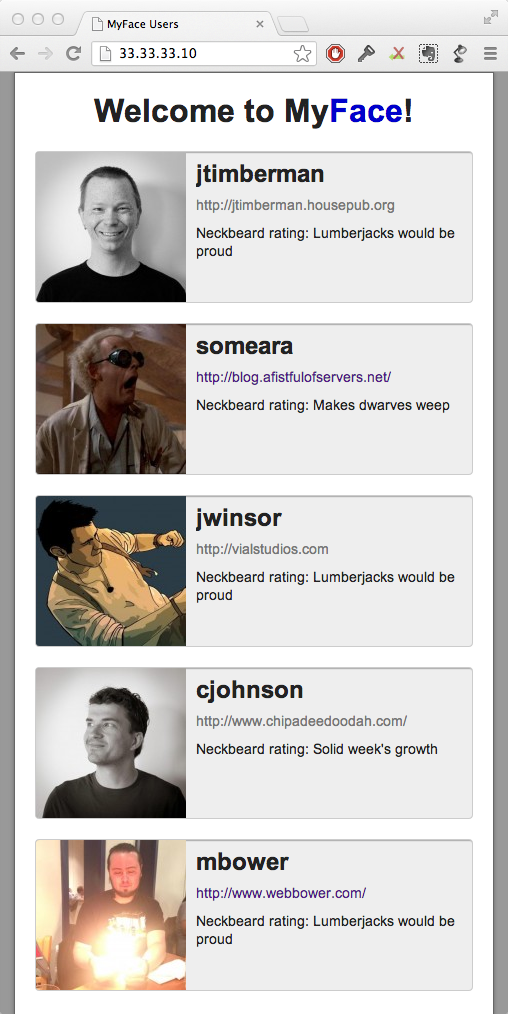 MyFace Users
33.33.33.10
Welcome to MyFace!
jtimberman
http://jtimberman.housepub.org
Neckbeard rating: Lumberjacks would be
proud
someara
http://blog.afistfulofservers.net/
Neckbeard rating: Makes dwarves weep
jwinsor
http://vialstudios.com
Neckbeard rating: Lumberjacks would be
proud
cjohnson
http://www.chipadeedoodah.com/
Neckbeard rating: Solid week's growth
mbower
http://www.webbower.com/
Neckbeard rating: Lumberjacks would be
proud